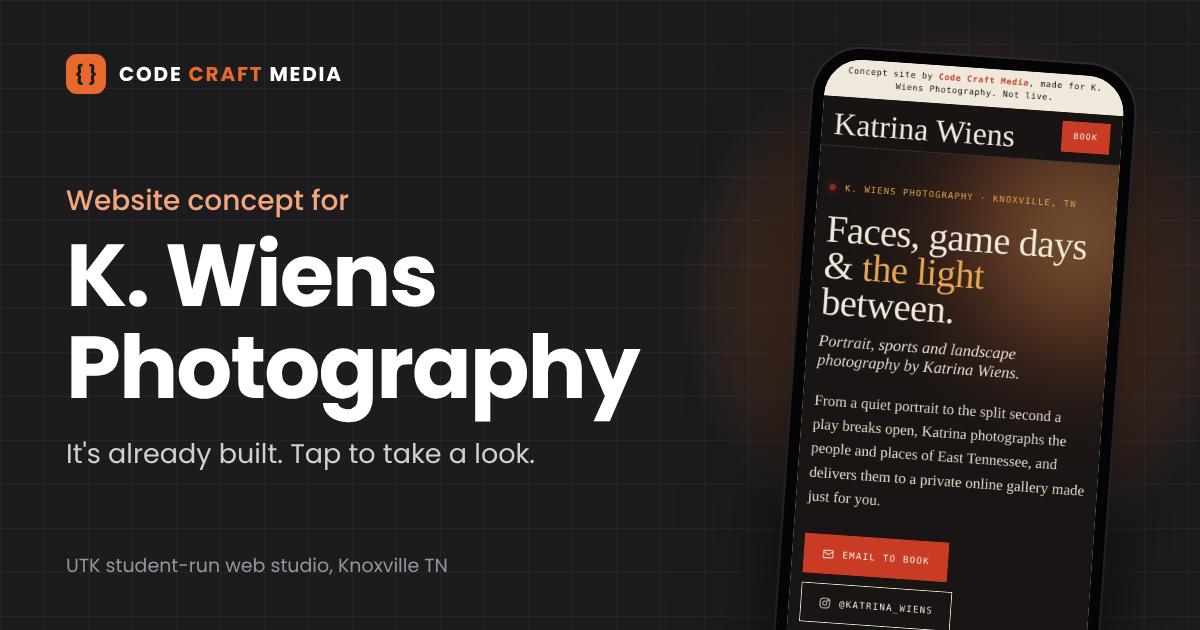 { } CODE CRAFT MEDIA
Website concept for
K. Wiens
Photography
It's already built. Tap to take a look.
UTK student-run web studio, Knoxville TN
Concept site by Code Craft Media, made for K.
Wiens Photography. Not live.
Katrina Wiens
BOOK
K. WIENS PHOTOGRAPHY · KNOXVILLE, TN
Faces, game days
& the light
between.
Portrait, sports and landscape
photography by Katrina Wiens.
From a quiet portrait to the split second a
play breaks open, Katrina photographs the
people and places of East Tennessee, and
delivers them to a private online gallery made
just for you.
EMAIL TO BOOK
@KATRINA_WIENS